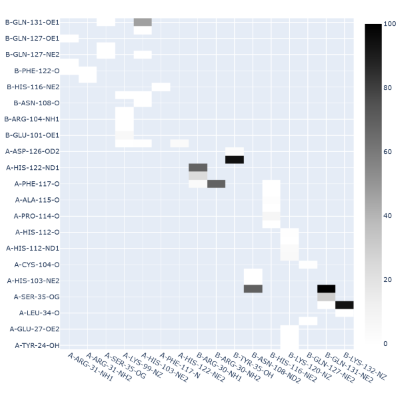 B-GLN-131-OE1
B-GLN-127-OE1
B-GLN-127-NE2
B-PHE-122-O
B-HIS-116-NE2
B-ASN-108-O
B-ARG-104-NH1
B-GLU-101-OE1
A-ASP-126-OD2
A-HIS-122-ND1
A-PHE-117-O
A-ALA-115-O
A-PRO-114-O
A-HIS-112-O
A-HIS-112-ND1
A-CYS-104-O
A-HIS-103-NE2
A-SER-35-OG
A-LEU-34-O
A-GLU-27-OE2
A-TYR-24-OH
A-ARG-31-NH1
A-ARG-31-NH2
A-SER-35-OG
A-LYS-99-NZ
A-HIS-103-NE2
A-PHE-117-N
A-HIS-122-NE2
B-ARG-30-NH1
B-ARG-30-NH2
B-TYR-35-OH
B-ASN-108-ND2
B-HIS-116-NE2
B-LYS-120-NZ
B-GLN-127-NE2
B-GLN-131-NE2
B-LYS-132-NZ
100
80
60
40
20
0